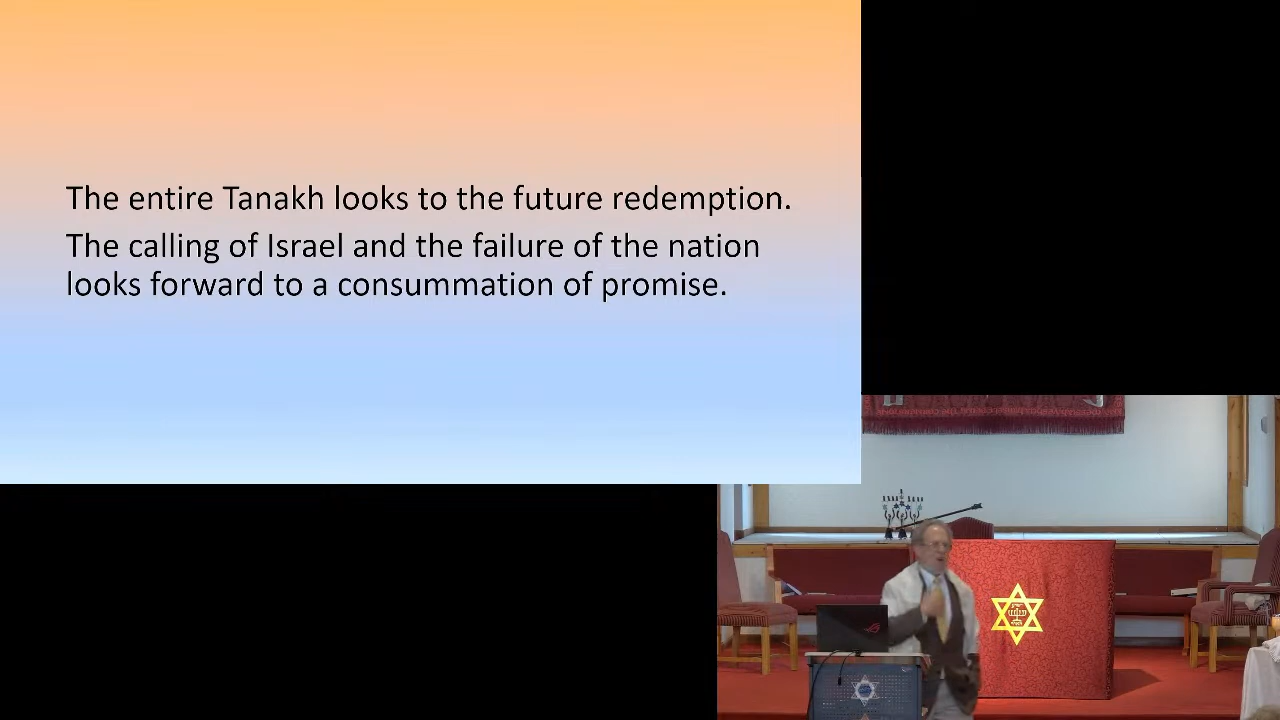 The entire Tanakh looks to the future redemption.
The calling of Israel and the failure of the nation
looks forward to a consummation of promise.